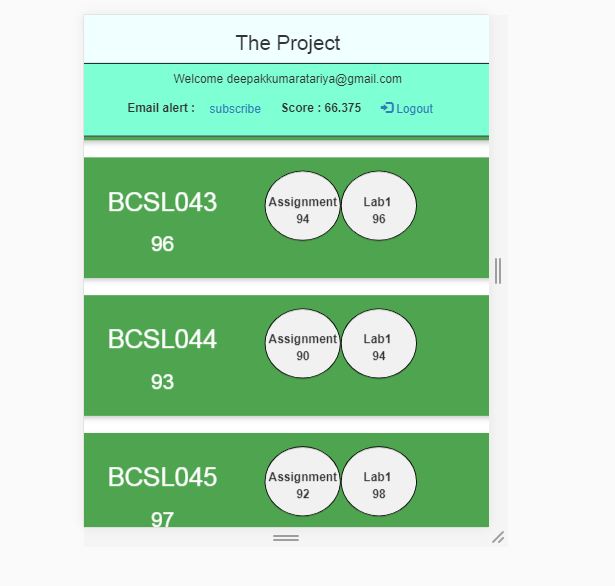 The Project
Welcome deepakkumaratariya@gmail.com
Email alert : subscribe Score : 66.375 Logout
BCSL043
96
Assignment
94
Lab1
96
BCSL044
93
Assignment
90
Lab1
94
BCSL045
97
Assignment
92
Lab1
98